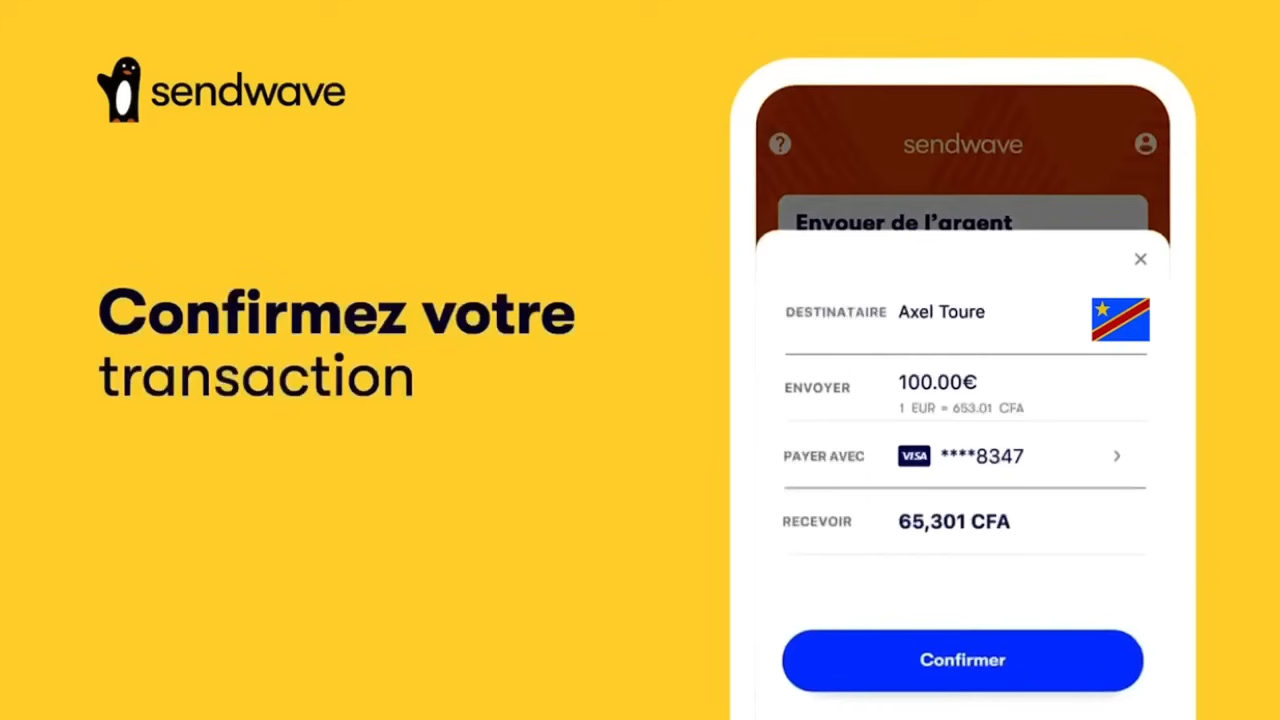 sendwave
Confirmez votre
transaction
sendwave
Envoyer de l'argent
DESTINATAIRE Axel Toure
ENVOYER 100.00€
1 EUR = 653.01 CFA
PAYER AVEC VISA ****8347
RECEVOIR 65,301 CFA
Confirmer